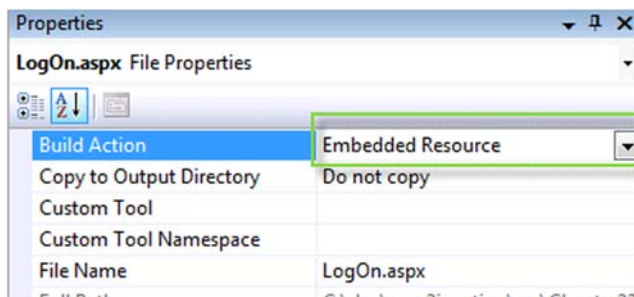 Properties
LogOn.aspx File Properties
Build Action Embedded Resource
Copy to Output Directory Do not copy
Custom Tool
Custom Tool Namespace
File Name LogOn.aspx